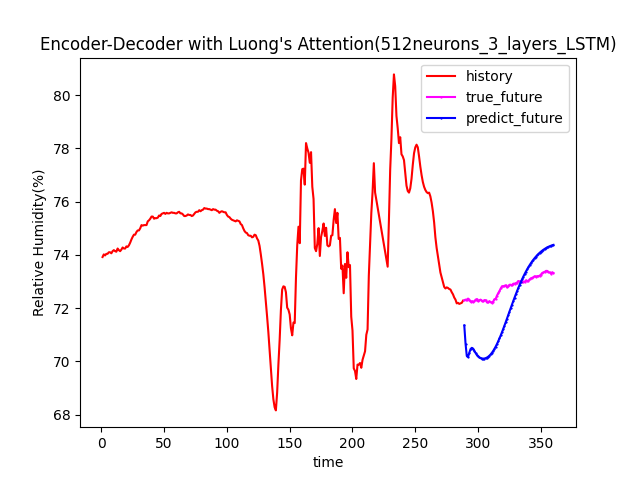 Encoder-Decoder with Luong's Attention(512neurons_3_layers_LSTM)
history
true_future
predict_future
Relative Humidity(%)
80
78
76
74
72
70
68
0 50 100 150 200 250 300 350
time